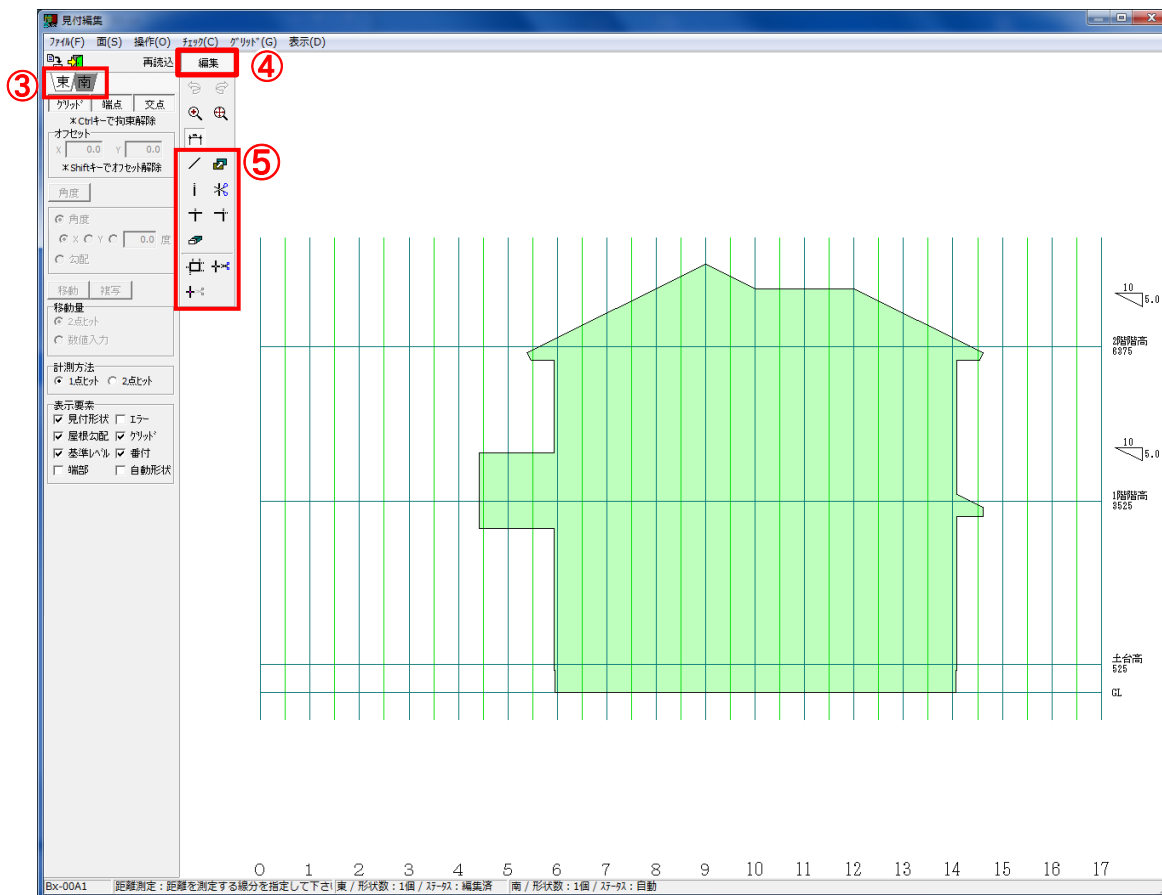 見付編集
ﾌｧｲﾙ(F) 面(S) 操作(O) ﾁｪｯｸ(C) ｸﾞﾘｯﾄﾞ(G) 表示(D)
再読込 編集
④
③
東 南
ｸﾞﾘｯﾄﾞ 端点 交点
＊Ctrlキーで拘束解除
オフセット
X 0.0 Y 0.0
＊Shiftキーでオフセット解除
⑤
角度
角度
X Y 0.0 度
勾配
移動 複写
移動量
2点ﾋｯﾄ
数値入力
計測方法
1点ﾋｯﾄ 2点ﾋｯﾄ
表示要素
見付形状 ｴﾗｰ
屋根勾配 ｸﾞﾘｯﾄﾞ
基準ﾚﾍﾞﾙ 番付
端部 自動形状
10
5.0
2階階高
6375
10
5.0
1階階高
3525
土台高
525
GL
0 1 2 3 4 5 6 7 8 9 10 11 12 13 14 15 16 17
Bx-00A1 距離測定：距離を測定する線分を指定して下さい 東 / 形状数：1個 / ｽﾃｰﾀｽ：編集済 南 / 形状数：1個 / ｽﾃｰﾀｽ：自動